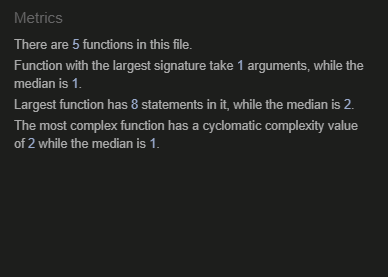 Metrics
There are 5 functions in this file.
Function with the largest signature take 1 arguments, while the
median is 1.
Largest function has 8 statements in it, while the median is 2.
The most complex function has a cyclomatic complexity value
of 2 while the median is 1.